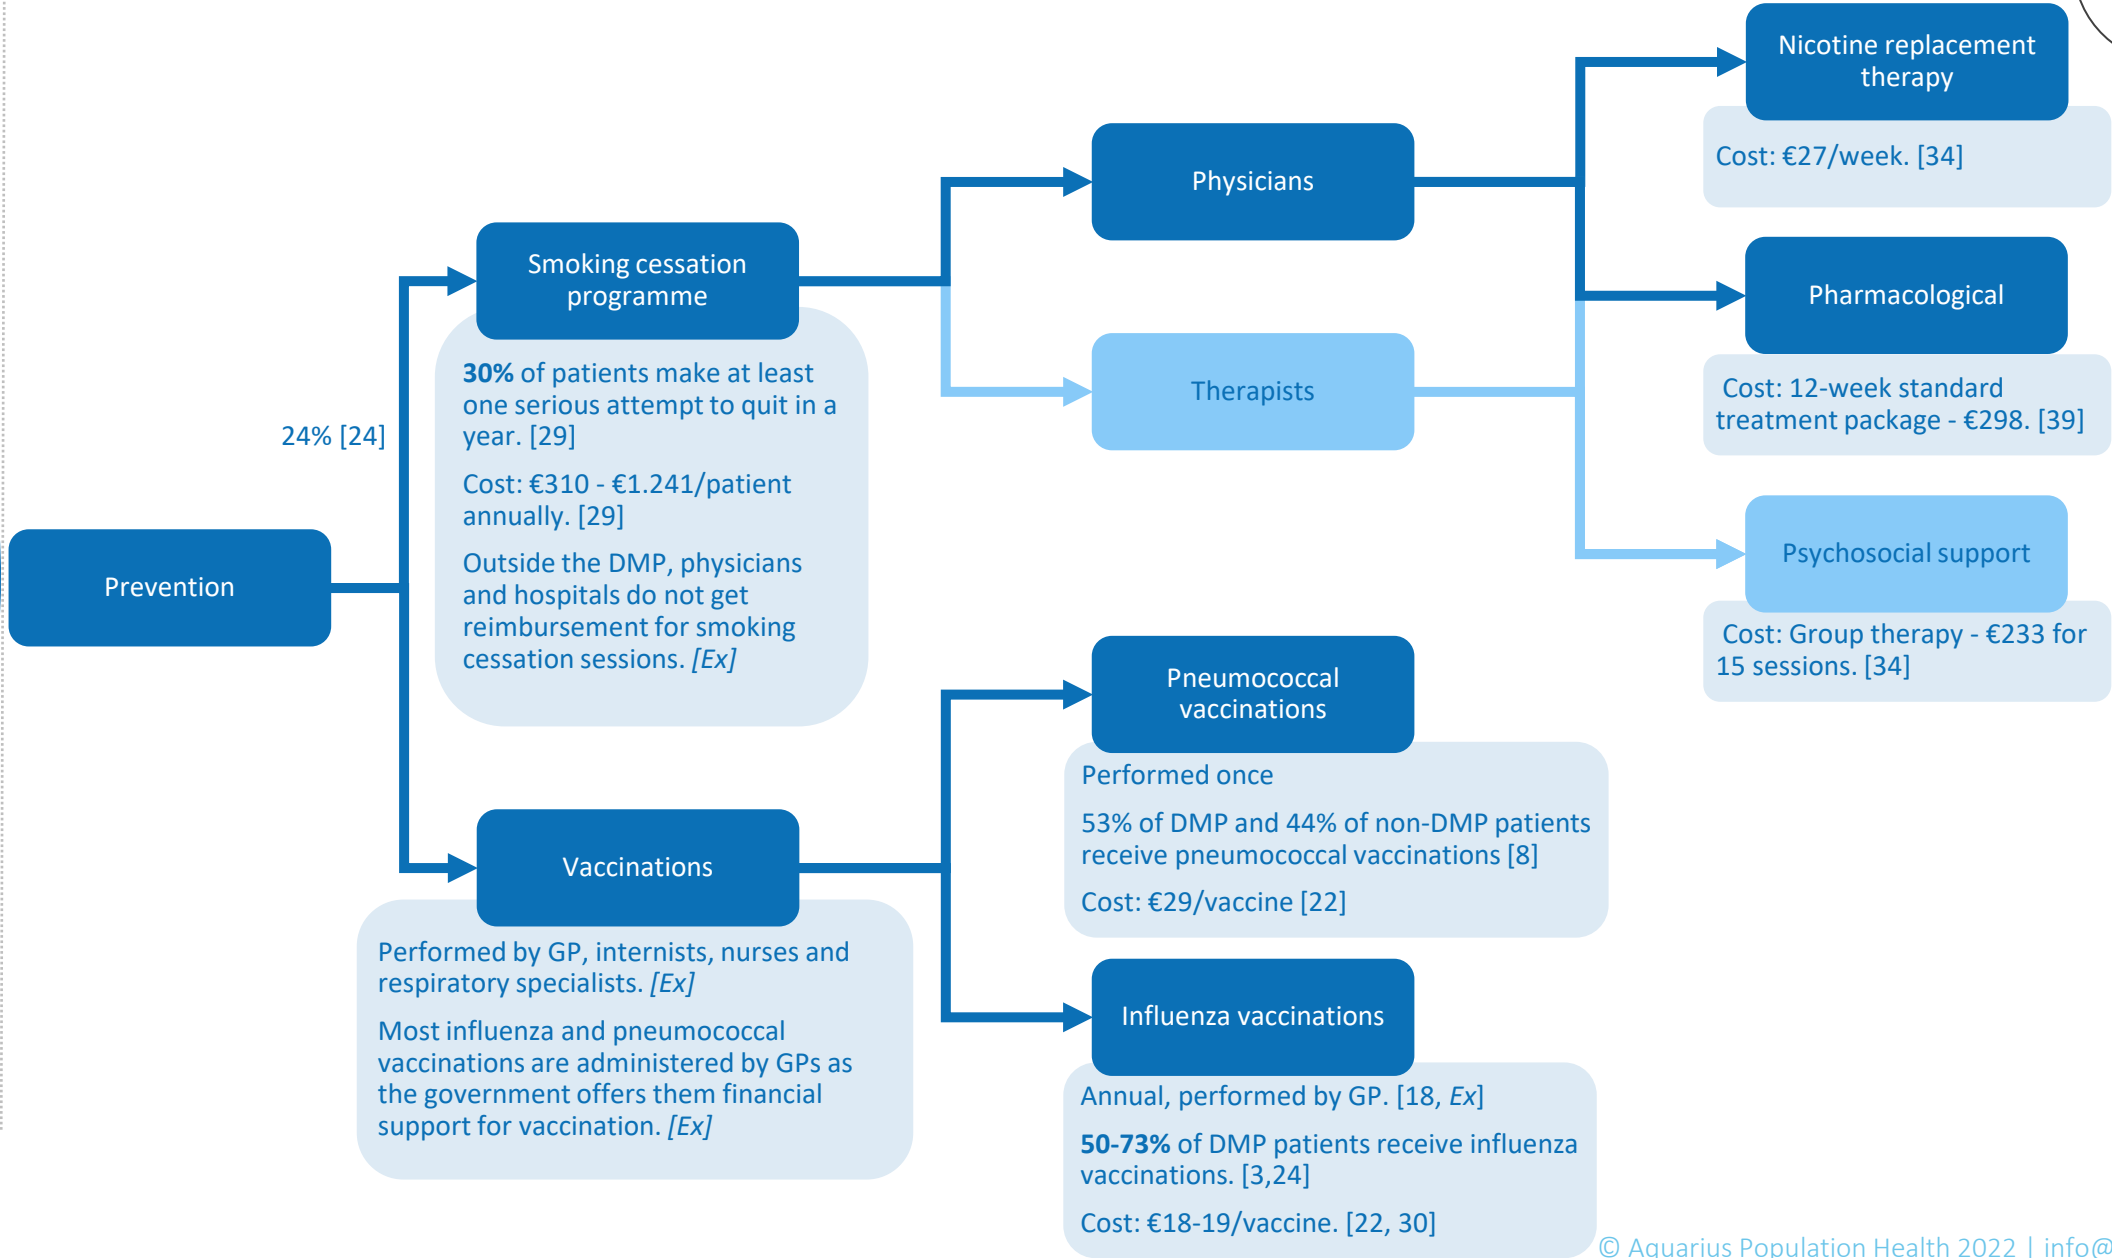 Prevention
24% [24]
Smoking cessation
programme
30% of patients make at least
one serious attempt to quit in a
year. [29]
Cost: €310 - €1.241/patient
annually. [29]
Outside the DMP, physicians
and hospitals do not get
reimbursement for smoking
cessation sessions. [Ex]
Vaccinations
Performed by GP, internists, nurses and
respiratory specialists. [Ex]
Most influenza and pneumococcal
vaccinations are administered by GPs as
the government offers them financial
support for vaccination. [Ex]
Physicians
Therapists
Pneumococcal
vaccinations
Performed once
53% of DMP and 44% of non-DMP patients
receive pneumococcal vaccinations [8]
Cost: €29/vaccine [22]
Influenza vaccinations
Annual, performed by GP. [18, Ex]
50-73% of DMP patients receive influenza
vaccinations. [3,24]
Cost: €18-19/vaccine. [22, 30]
Nicotine replacement
therapy
Cost: €27/week. [34]
Pharmacological
Cost: 12-week standard
treatment package - €298. [39]
Psychosocial support
Cost: Group therapy - €233 for
15 sessions. [34]
© Aquarius Population Health 2022 | info@